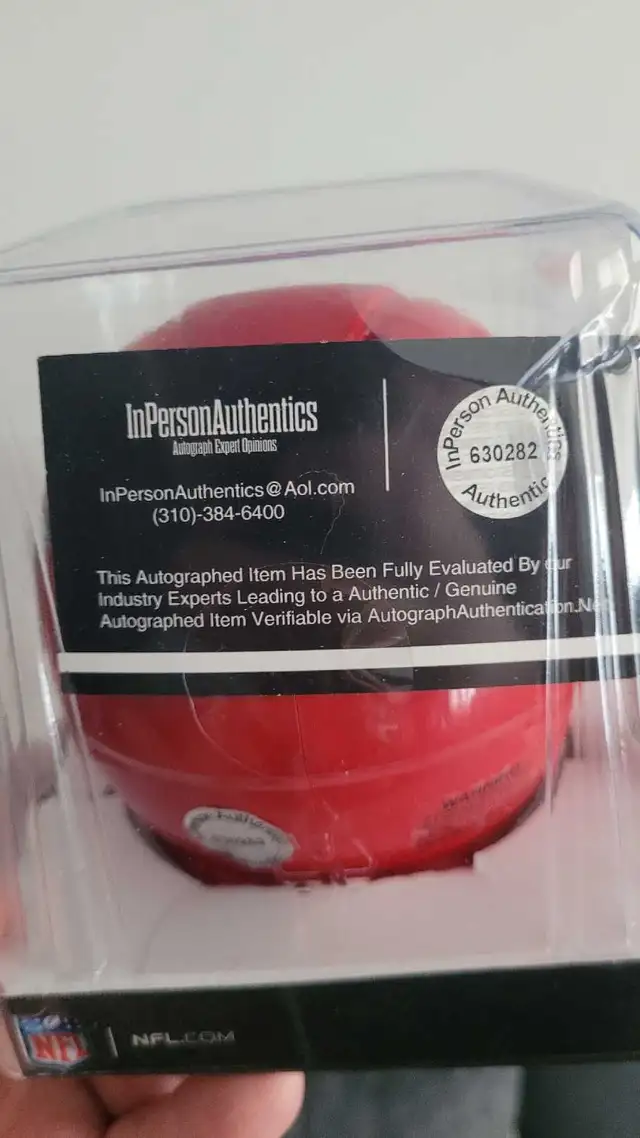 InPersonAuthentics
Autograph Expert Opinions
InPersonAuthentics@Aol.com
(310)-384-6400
InPerson Authentics
630282
Authentic
This Autographed Item Has Been Fully Evaluated By Our
Industry Experts Leading to a Authentic / Genuine
Autographed Item Verifiable via AutographAuthentication.Net
WARNING
NFL
NFL.COM